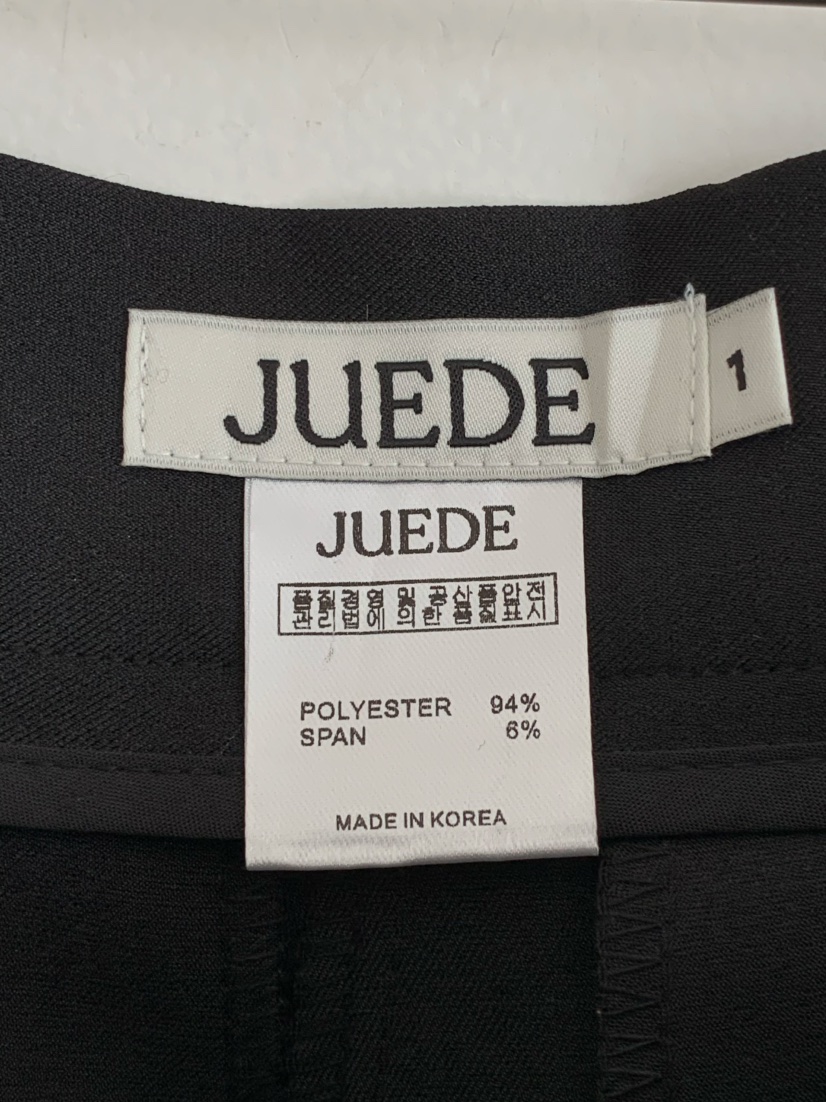 JUEDE
1
JUEDE
품질경영 및 공산품안전
관리법에 의한 품질표시
POLYESTER 94%
SPAN 6%
MADE IN KOREA